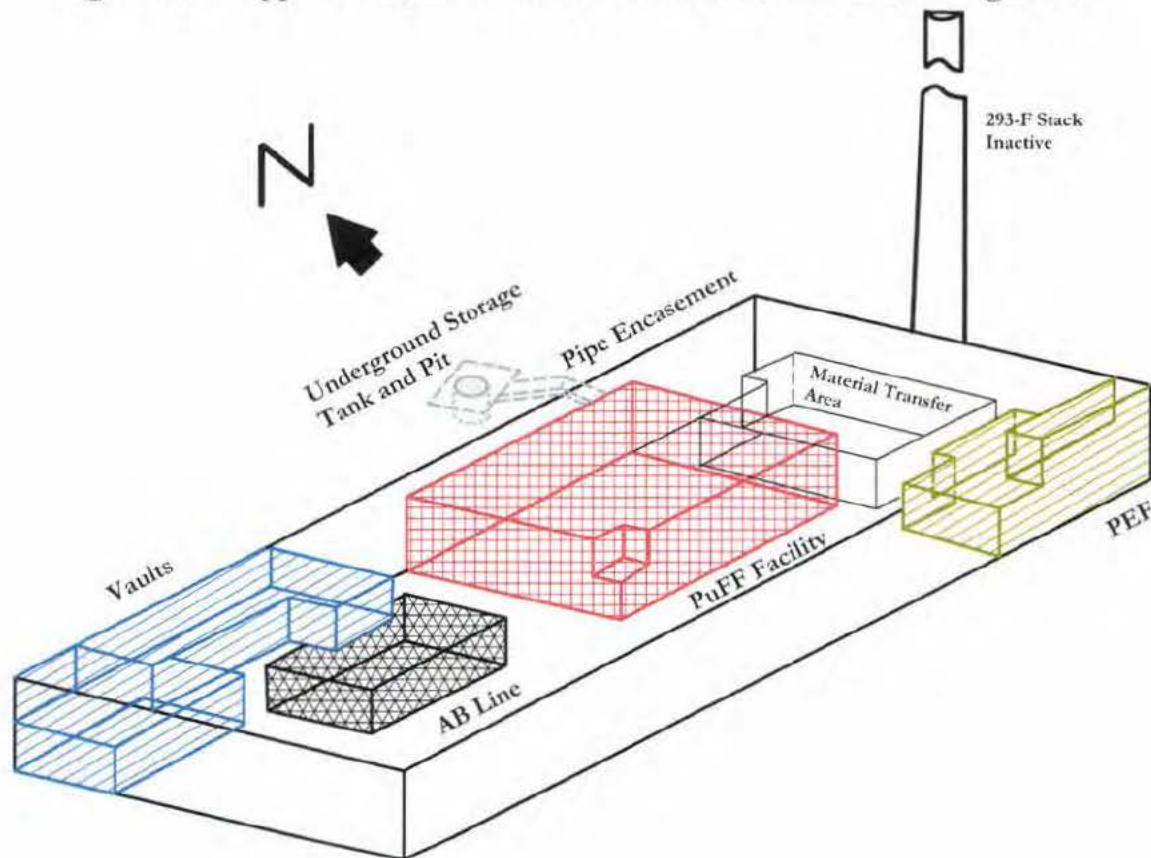 293-F Stack
Inactive
N
Underground Storage
Tank and Pit
Pipe Encasement
Material Transfer
Area
Vaults
PuFF Facility
PEF
AB Line